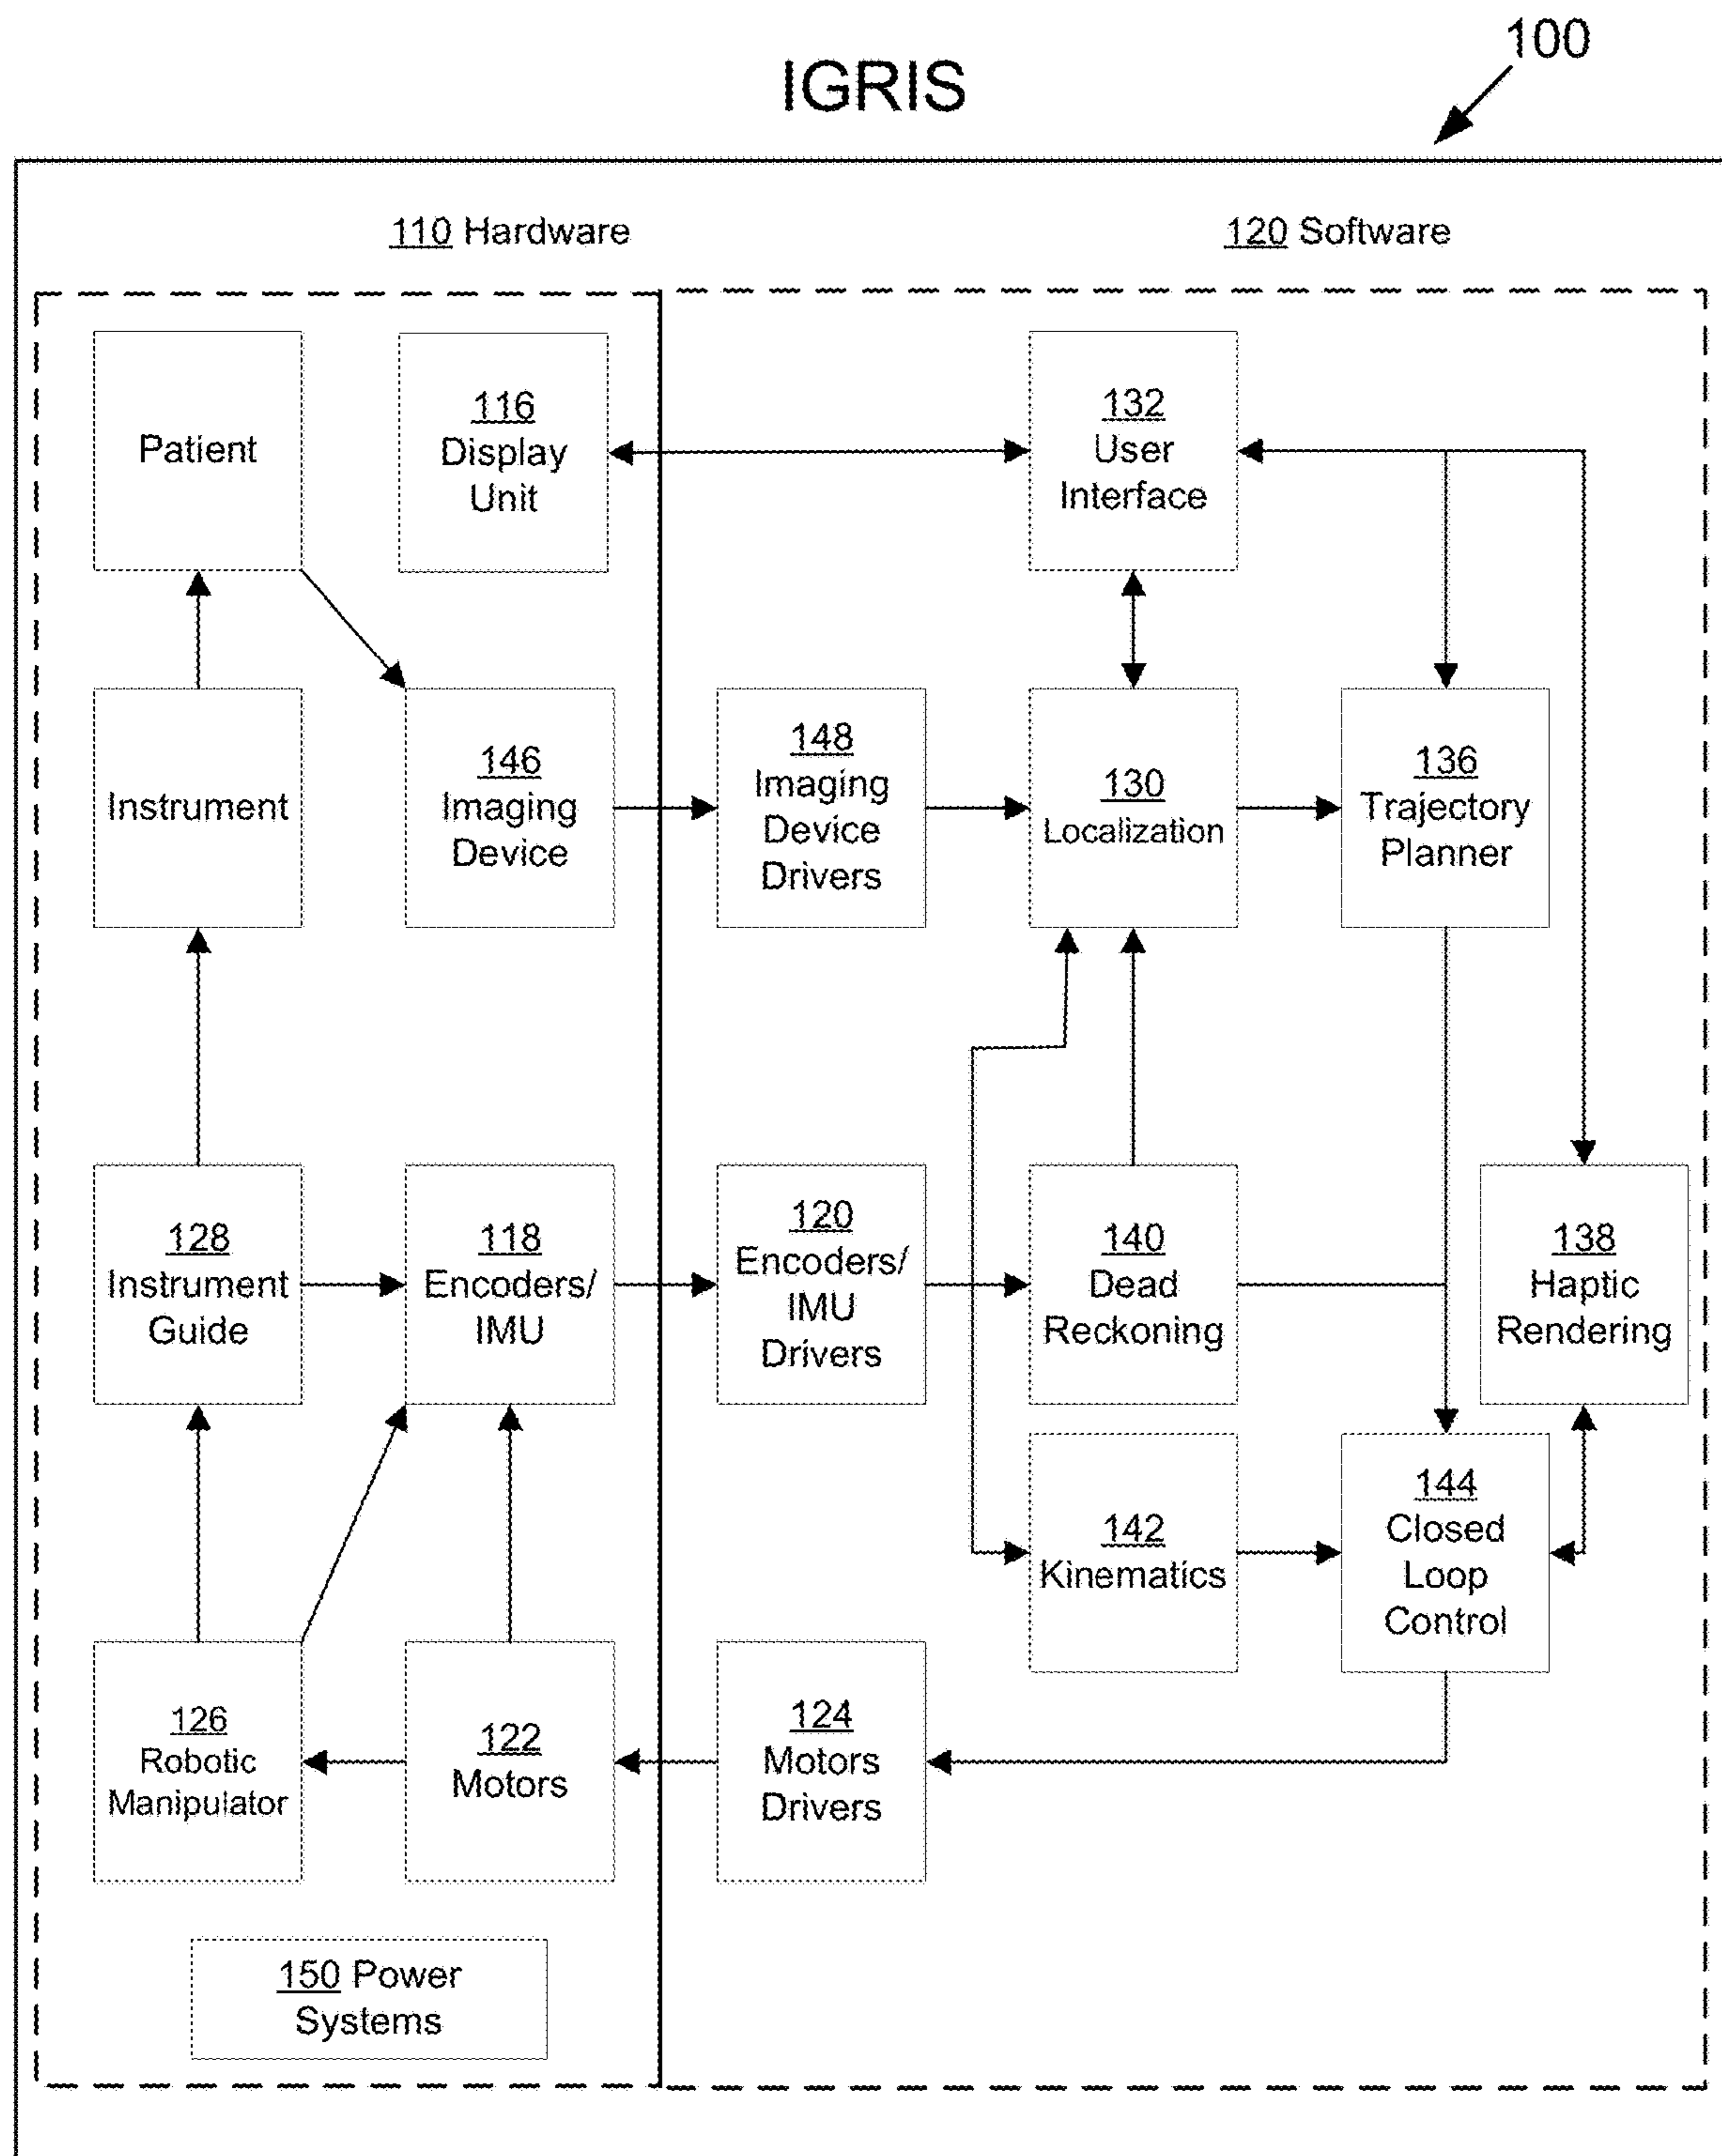 100
IGRIS
110 Hardware
120 Software
Patient
116
Display
Unit
132
User
Interface
Instrument
146
Imaging
Device
148
Imaging
Device
Drivers
130
Localization
136
Trajectory
Planner
128
Instrument
Guide
118
Encoders/
IMU
120
Encoders/
IMU
Drivers
140
Dead
Reckoning
138
Haptic
Rendering
142
Kinematics
144
Closed
Loop
Control
126
Robotic
Manipulator
122
Motors
124
Motors
Drivers
150 Power
Systems